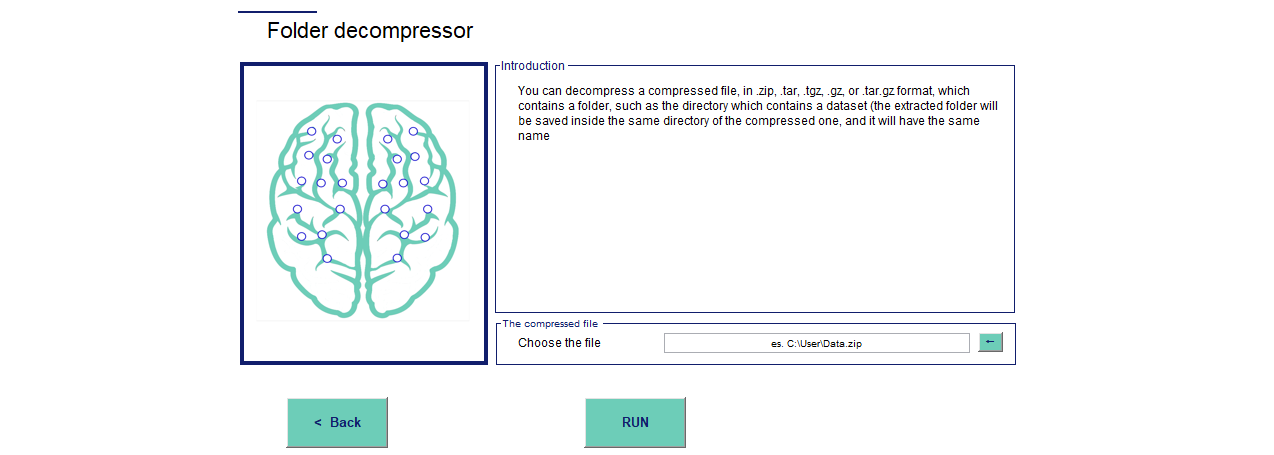 Folder decompressor
Introduction
You can decompress a compressed file, in .zip, .tar, .tgz, .gz, or .tar.gz format, which
contains a folder, such as the directory which contains a dataset (the extracted folder will
be saved inside the same directory of the compressed one, and it will have the same
name
The compressed file
Choose the file
es. C:\User\Data.zip
←
< Back
RUN